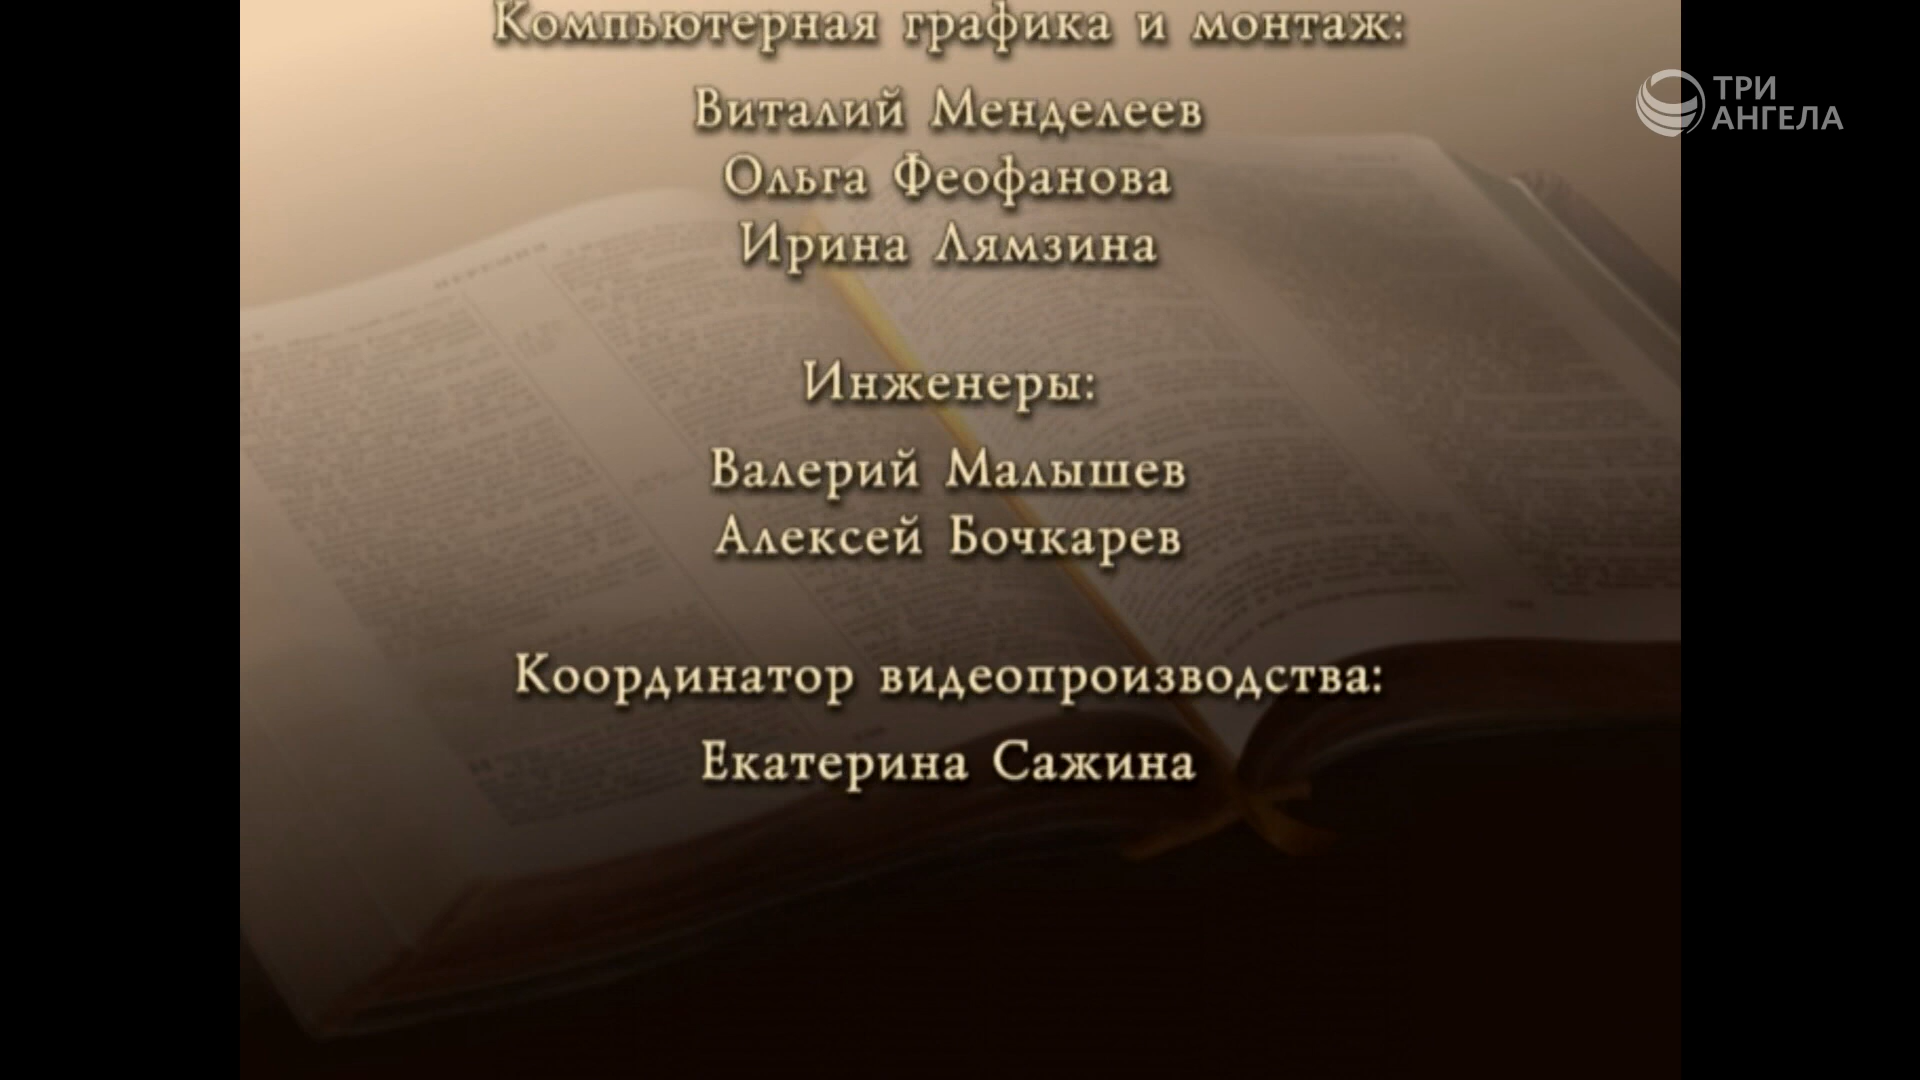 Компьютерная графика и монтаж:
Виталий Менделеев
Ольга Феофанова
Ирина Лямзина
Инженеры:
Валерий Малышев
Алексей Бочкарев
Координатор видеопроизводства:
Екатерина Сажина
ТРИ
АНГЕЛА